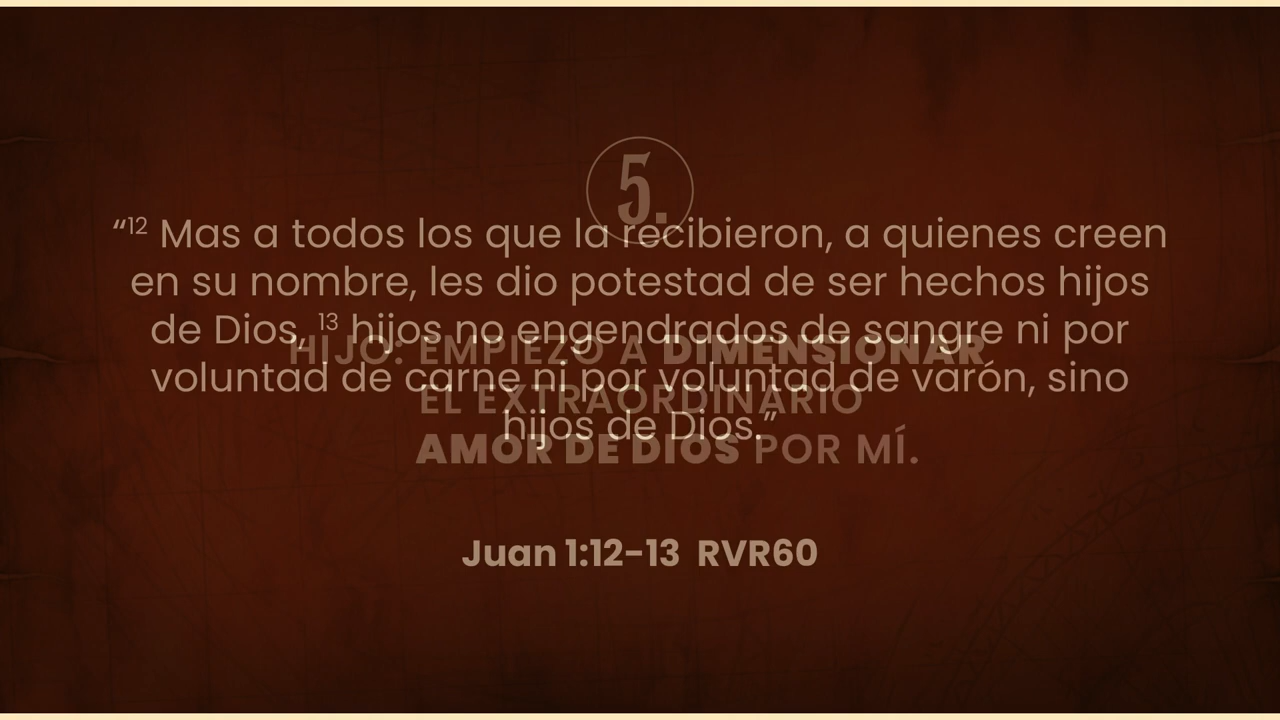 5.
“12 Mas a todos los que la recibieron, a quienes creen
en su nombre, les dio potestad de ser hechos hijos
de Dios, 13 hijos no engendrados de sangre ni por
HIJO: EMPIEZO A DIMENSIONAR
voluntad de carne ni por voluntad de varón, sino
EL EXTRAORDINARIO
hijos de Dios.”
AMOR DE DIOS POR MÍ.
Juan 1:12-13 RVR60